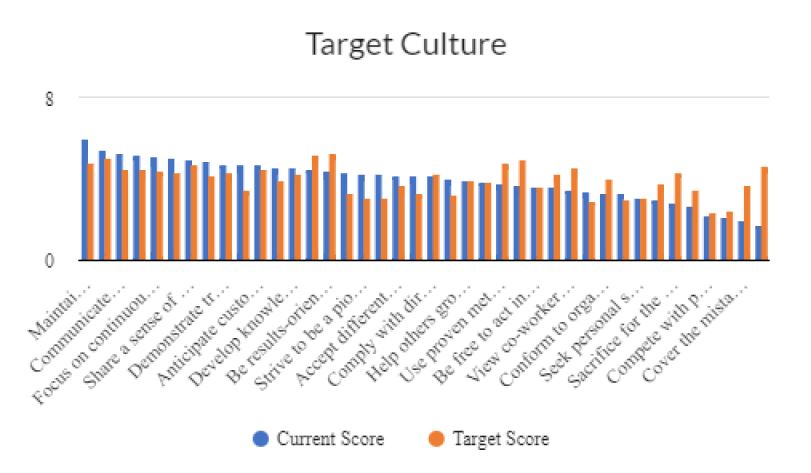 Target Culture
8
0
Maintai...
Communicate...
Focus on continuou...
Share a sense of ...
Demonstrate tr...
Anticipate custo...
Develop knowle...
Be results-orien...
Strive to be a pio...
Accept different...
Comply with dir...
Help others gro...
Use proven met...
Be free to act in...
View co-worker...
Conform to orga...
Seek personal s...
Sacrifice for the ...
Compete with p...
Cover the mista...
Current Score
Target Score